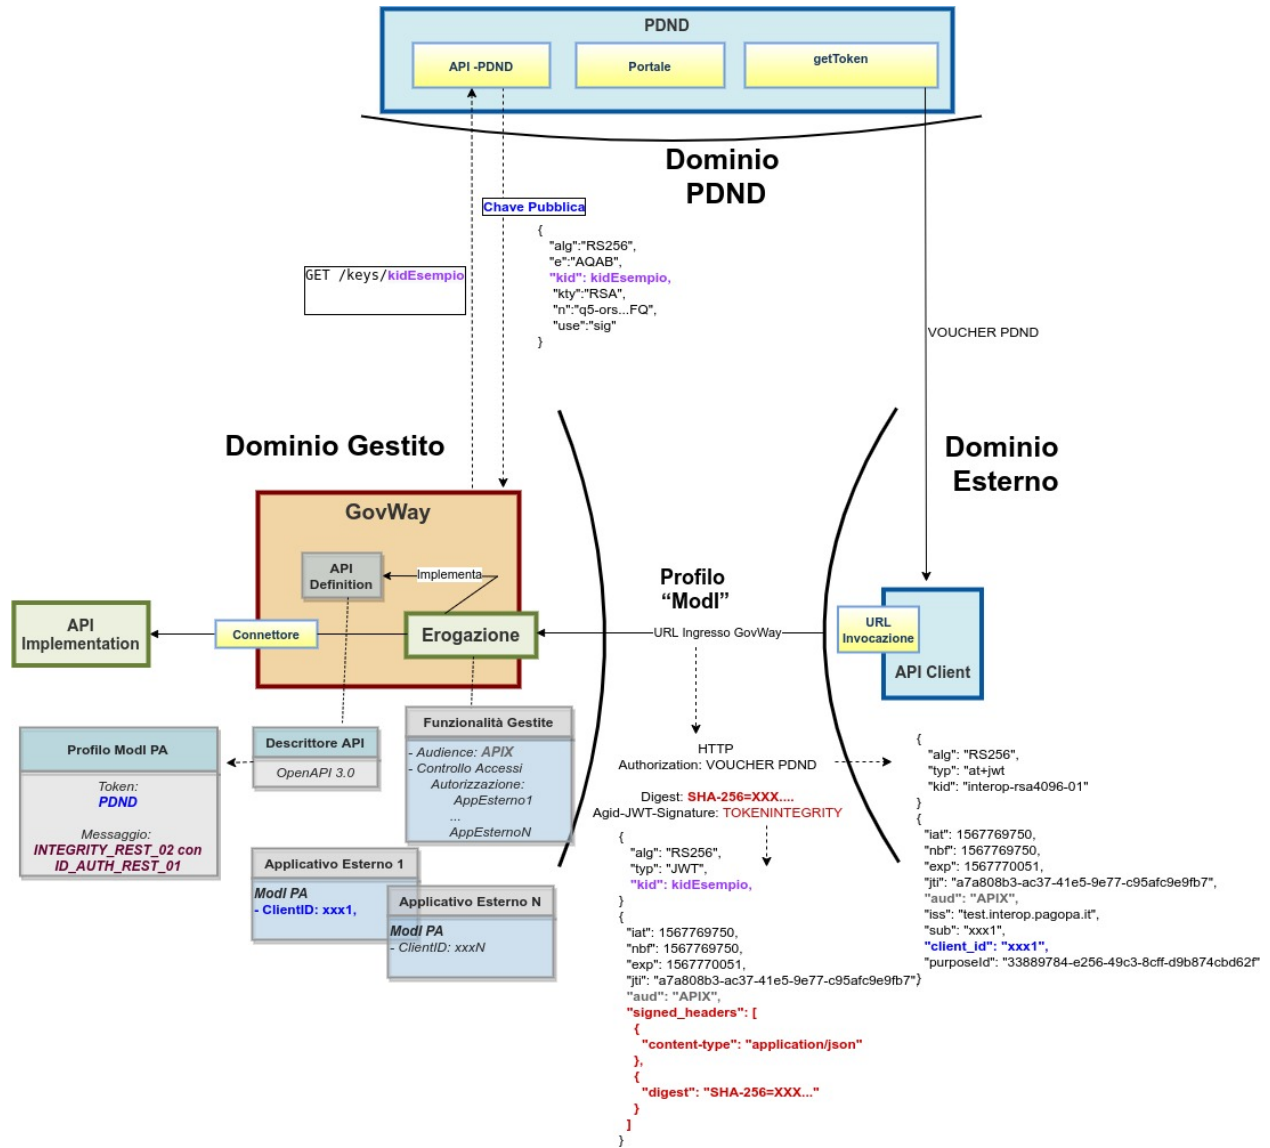 PDND
API -PDND
Portale
getToken
Dominio
PDND
Chave Pubblica
{
"alg":"RS256",
"e":"AQAB",
"kid": kidEsempio,
"kty":"RSA",
"n":"q5-ors...FQ",
"use":"sig"
}
GET /keys/kidEsempio
VOUCHER PDND
Dominio Gestito
Dominio
Esterno
GovWay
API
Definition
Implementa
API
Implementation
Connettore
Erogazione
Profilo
“ModI”
URL Ingresso GovWay
URL
Invocazione
API Client
Profilo ModI PA
Token:
PDND
Messaggio:
INTEGRITY_REST_02 con
ID_AUTH_REST_01
Descrittore API
OpenAPI 3.0
Funzionalità Gestite
- Audience: APIX
- Controllo Accessi
Autorizzazione:
AppEsterno1
...
AppEsternoN
Applicativo Esterno 1
ModI PA
- ClientID: xxx1,
Applicativo Esterno N
ModI PA
- ClientID: xxxN
HTTP
Authorization: VOUCHER PDND
Digest: SHA-256=XXX....
Agid-JWT-Signature: TOKENINTEGRITY
{
"alg": "RS256",
"typ": "JWT",
"kid": kidEsempio,
}
{
"iat": 1567769750,
"nbf": 1567769750,
"exp": 1567770051,
"jti": "a7a808b3-ac37-41e5-9e77-c95afc9e9fb7"
"aud": "APIX",
"signed_headers": [
{
"content-type": "application/json"
},
{
"digest": "SHA-256=XXX..."
}
]
}
{
"alg": "RS256",
"typ": "at+jwt
"kid": "interop-rsa4096-01"
}
{
"iat": 1567769750,
"nbf": 1567769750,
"exp": 1567770051,
"jti": "a7a808b3-ac37-41e5-9e77-c95afc9e9fb7",
"aud": "APIX",
"iss": "test.interop.pagopa.it",
"sub": "xxx1",
"client_id": "xxx1",
"purposeId": "33889784-e256-49c3-8cff-d9b874cbd62f"
}